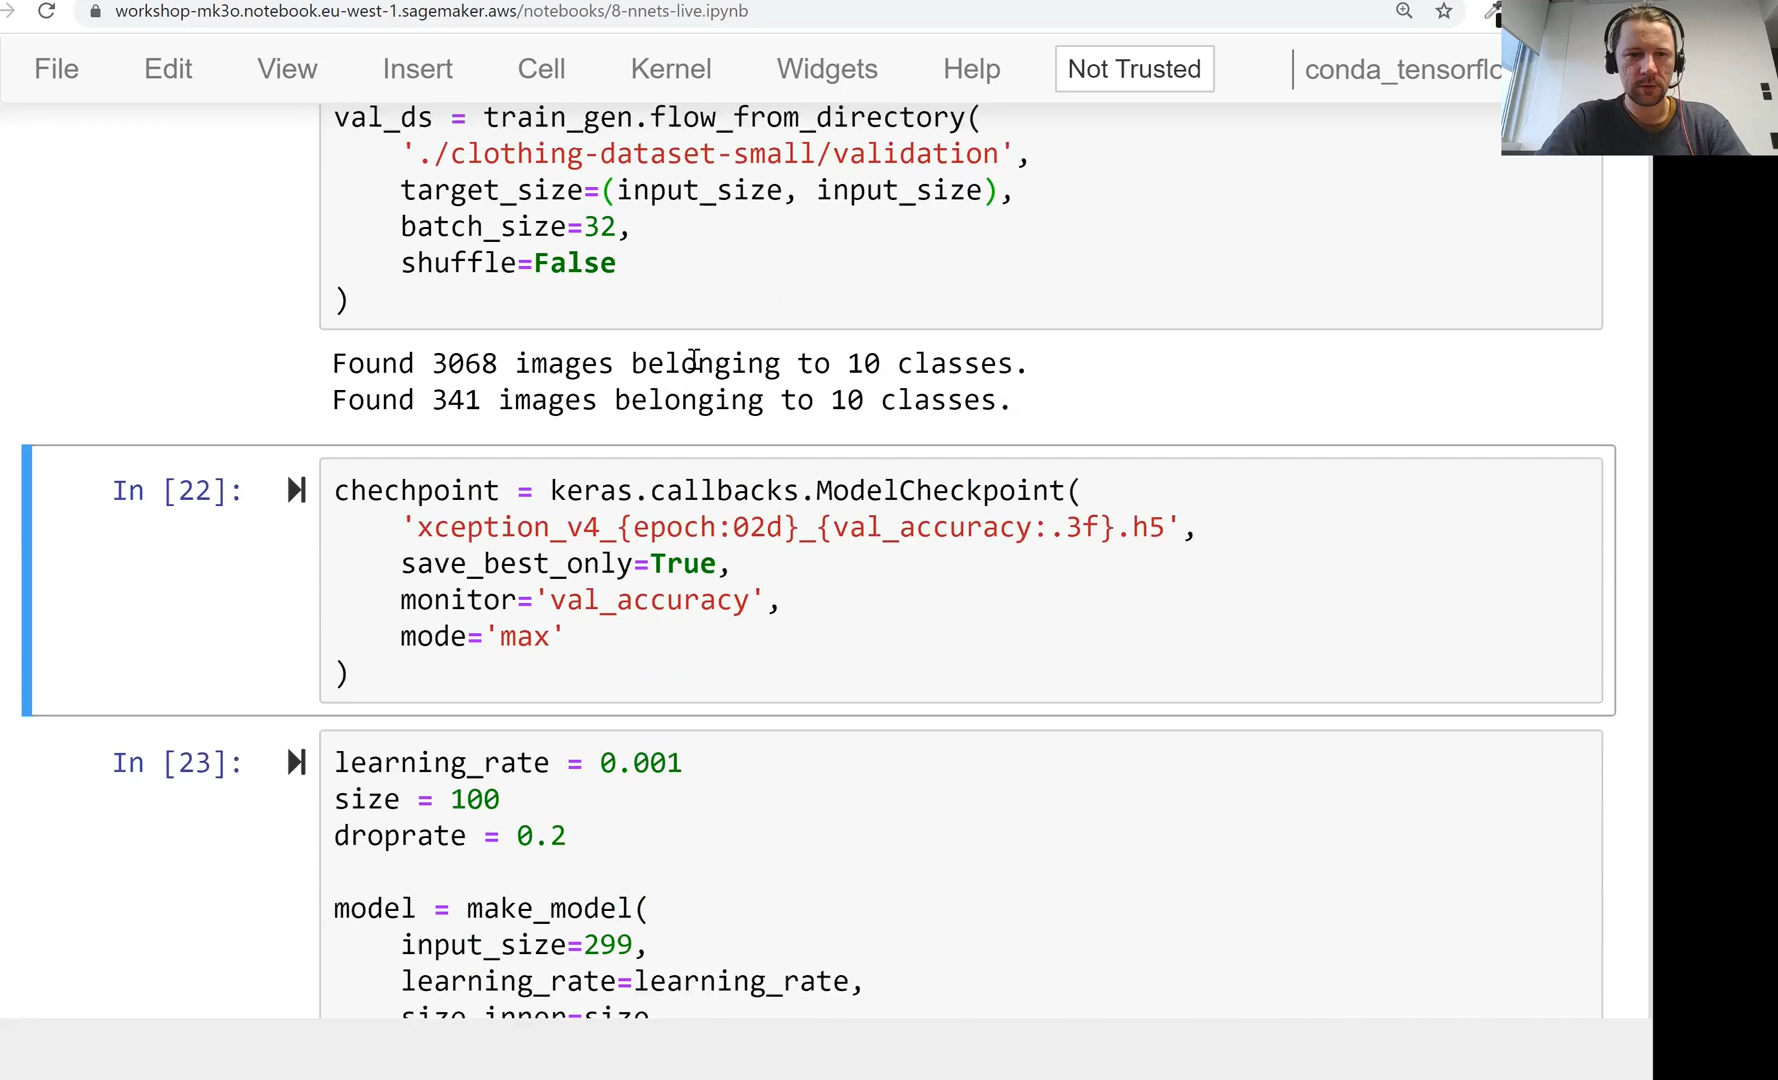 workshop-mk3o.notebook.eu-west-1.sagemaker.aws/notebooks/8-nnets-live.ipynb
File Edit View Insert Cell Kernel Widgets Help Not Trusted conda_tensorflo
val_ds = train_gen.flow_from_directory(
'./clothing-dataset-small/validation',
target_size=(input_size, input_size),
batch_size=32,
shuffle=False
)
Found 3068 images belonging to 10 classes.
Found 341 images belonging to 10 classes.
In [22]: chechpoint = keras.callbacks.ModelCheckpoint(
'xception_v4_{epoch:02d}_{val_accuracy:.3f}.h5',
save_best_only=True,
monitor='val_accuracy',
mode='max'
)
In [23]: learning_rate = 0.001
size = 100
droprate = 0.2
model = make_model(
input_size=299,
learning_rate=learning_rate,
size_inner=size